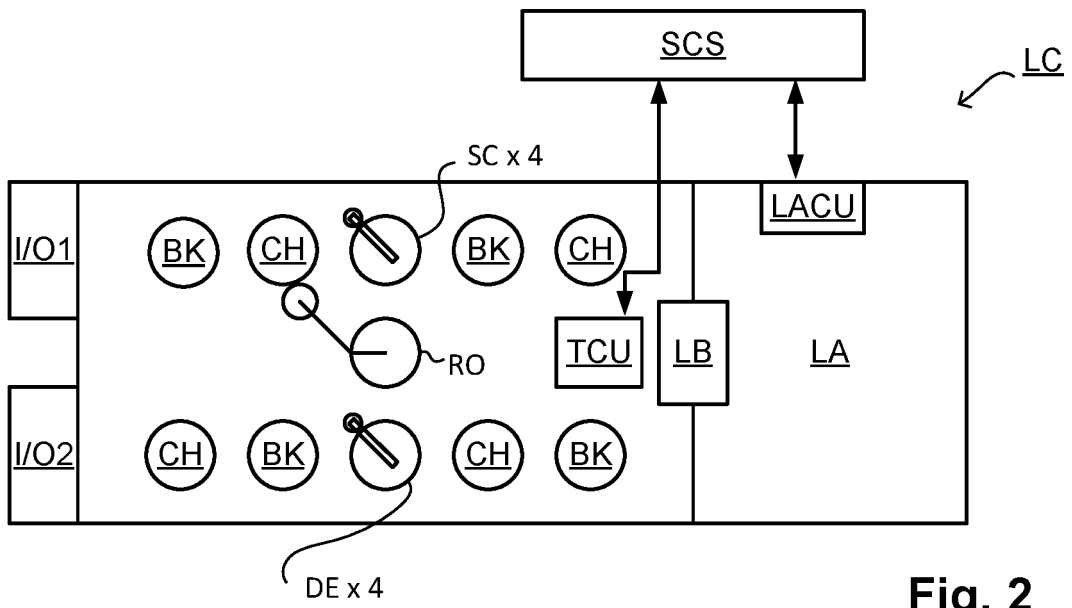 SCS
LC
SC x 4
LACU
I/O1
BK
CH
BK
CH
RO
TCU
LB
LA
I/O2
CH
BK
CH
BK
DE x 4
Fig. 2